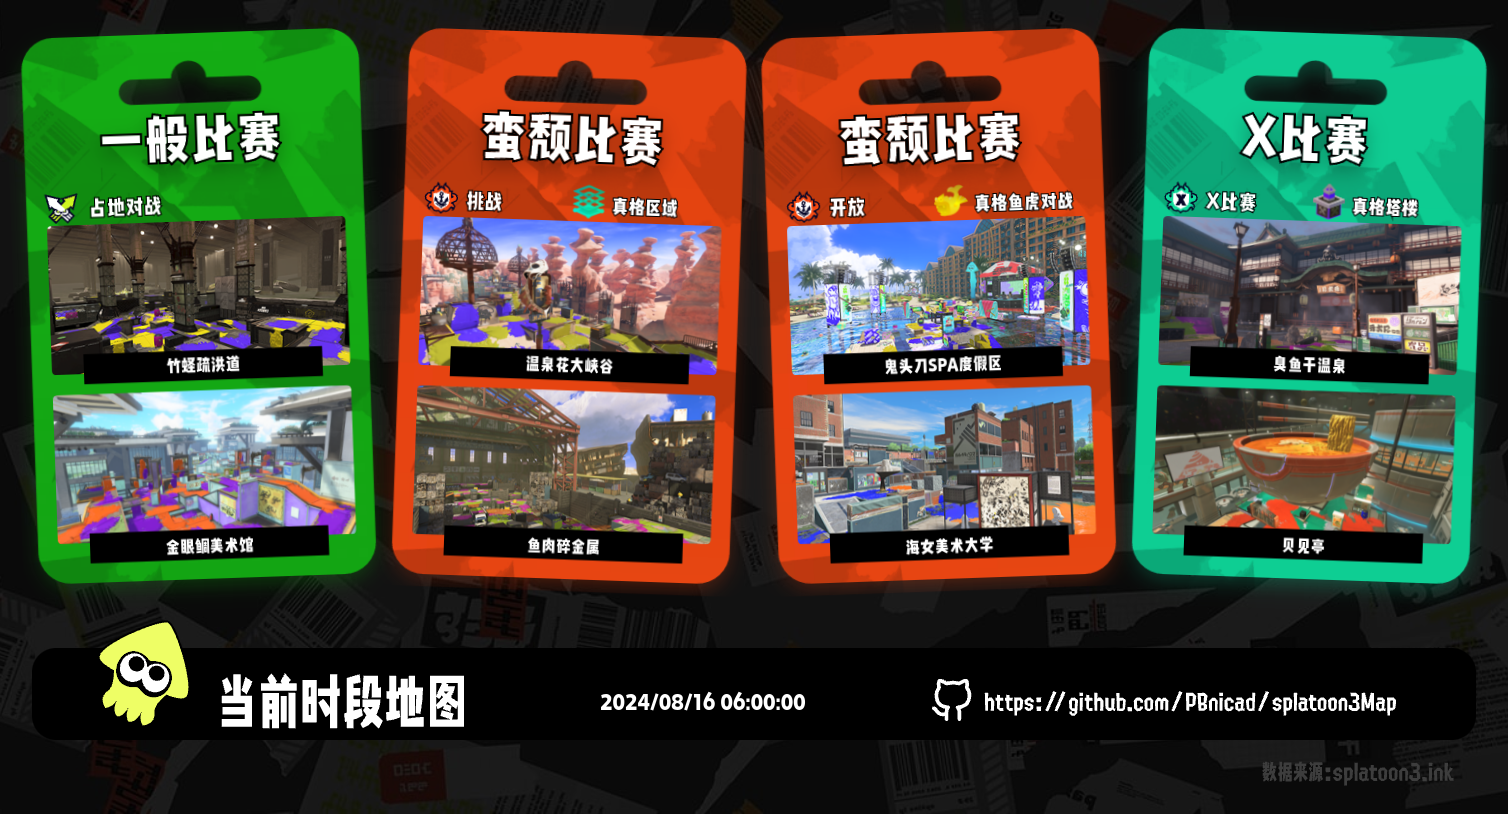 一般比赛
占地对战
竹蛏疏洪道
金眼鲷美术馆
蛮颓比赛
挑战
真格区域
温泉花大峡谷
鱼肉碎金属
蛮颓比赛
开放
真格鱼虎对战
鬼头刀SPA度假区
海女美术大学
X比赛
X比赛
真格塔楼
臭鱼干温泉
贝见亭
当前时段地图
2024/08/16 06:00:00
https://github.com/PBnicad/splatoon3Map
数据来源:splatoon3.ink